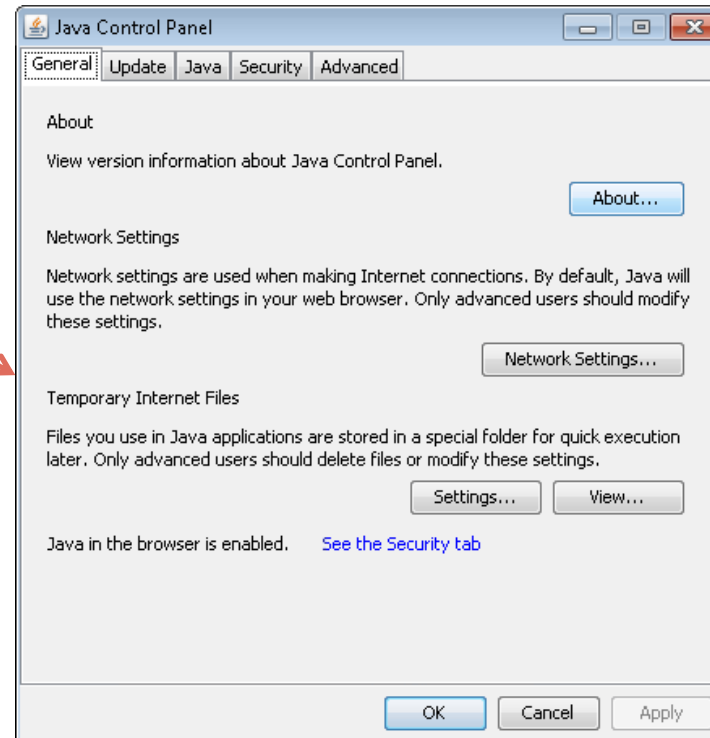 Java Control Panel
General Update Java Security Advanced
About
View version information about Java Control Panel.
About...
Network Settings
Network settings are used when making Internet connections. By default, Java will
use the network settings in your web browser. Only advanced users should modify
these settings.
Network Settings...
Temporary Internet Files
Files you use in Java applications are stored in a special folder for quick execution
later. Only advanced users should delete files or modify these settings.
Settings... View...
Java in the browser is enabled. See the Security tab
OK Cancel Apply